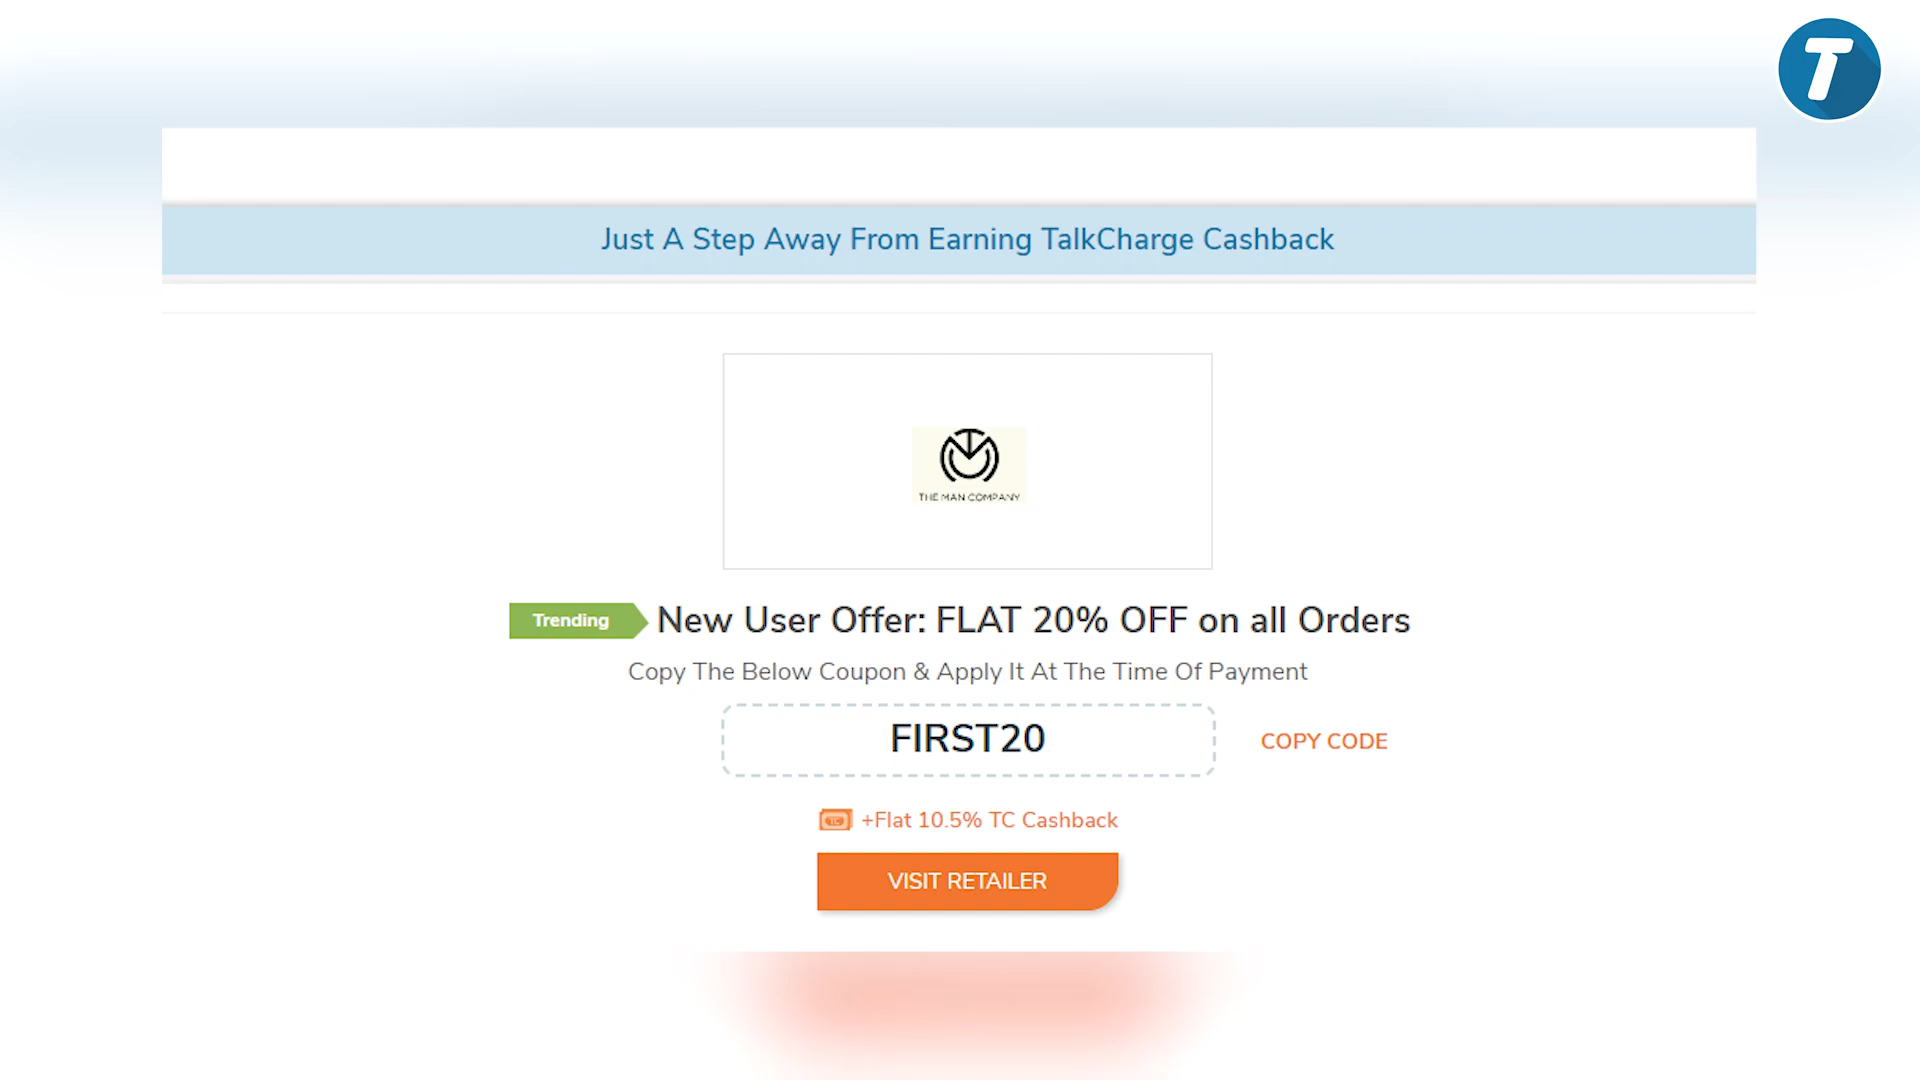 T
Just A Step Away From Earning TalkCharge Cashback
THE MAN COMPANY
Trending New User Offer: FLAT 20% OFF on all Orders
Copy The Below Coupon & Apply It At The Time Of Payment
FIRST20 COPY CODE
TC +Flat 10.5% TC Cashback
VISIT RETAILER